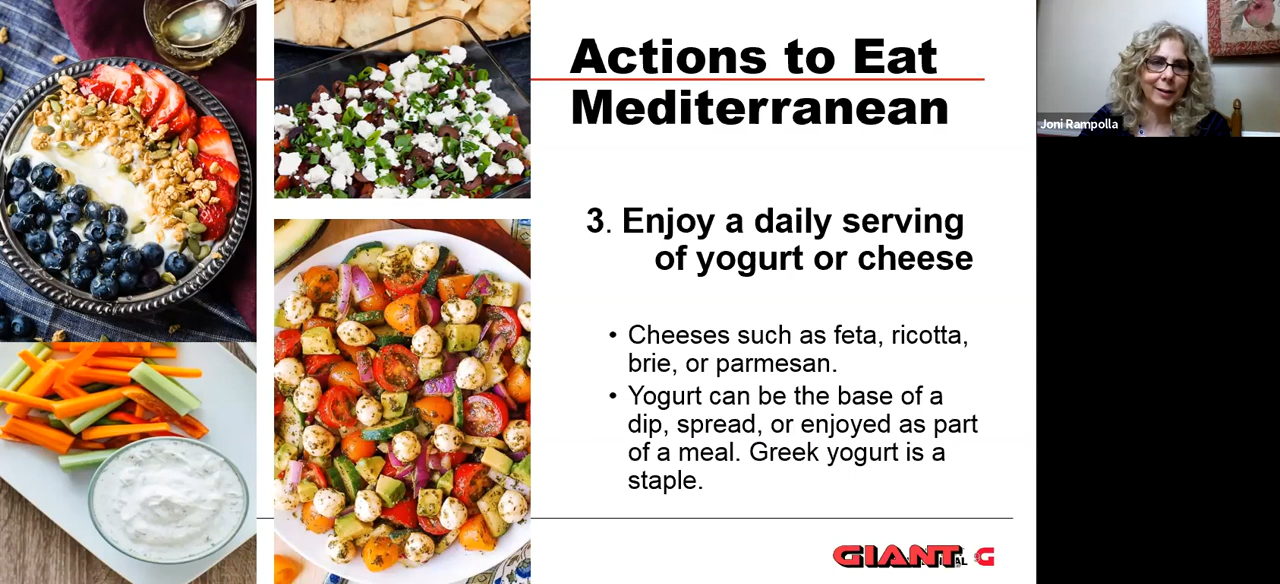 Actions to Eat
Mediterranean
3. Enjoy a daily serving
of yogurt or cheese
• Cheeses such as feta, ricotta,
brie, or parmesan.
• Yogurt can be the base of a
dip, spread, or enjoyed as part
of a meal. Greek yogurt is a
staple.
GIANT
G
Joni Rampolla